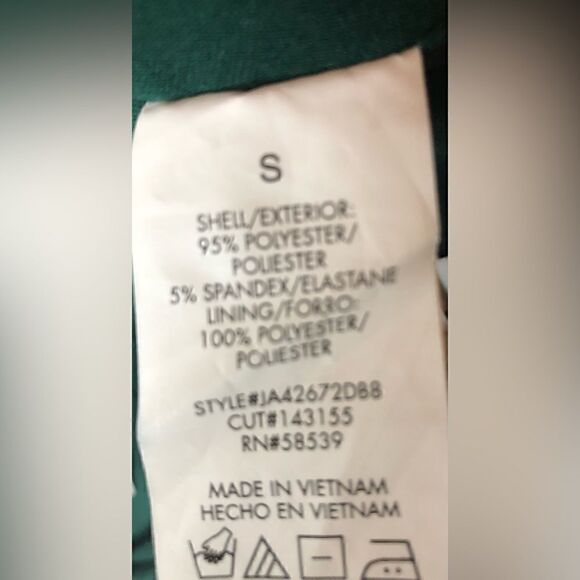 S
SHELL/EXTERIOR:
95% POLYESTER/
POLIESTER
5% SPANDEX/ELASTANE
LINING/FORRO:
100% POLYESTER/
POLIESTER
STYLE#JA42672DB8
CUT#143155
RN#58539
MADE IN VIETNAM
HECHO EN VIETNAM